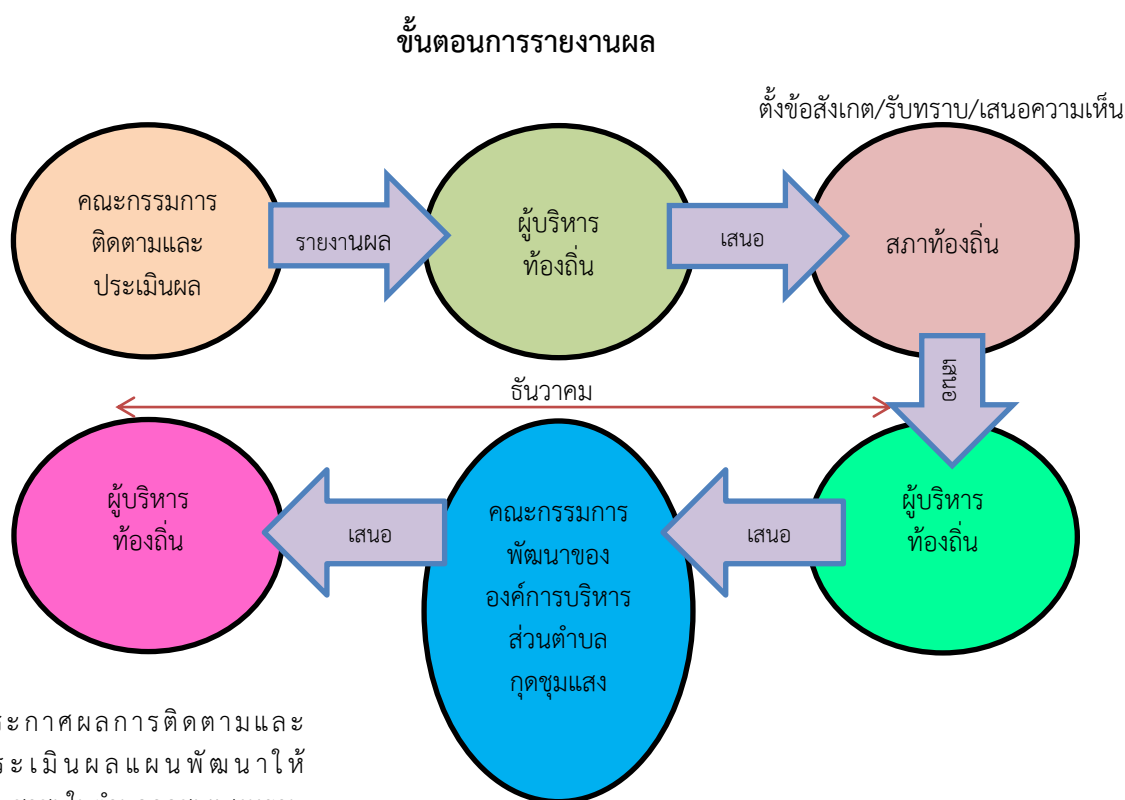 ขั้นตอนการรายงานผล
ตั้งข้อสังเกต/รับทราบ/เสนอความเห็น
คณะกรรมการ
ติดตามและ
ประเมินผล
รายงานผล
ผู้บริหาร
ท้องถิ่น
เสนอ
สภาท้องถิ่น
เสนอ
ธันวาคม
ผู้บริหาร
ท้องถิ่น
เสนอ
คณะกรรมการ
พัฒนาของ
องค์การบริหาร
ส่วนตำบล
กุดชุมแสง
เสนอ
ผู้บริหาร
ท้องถิ่น
ระกาศผลการติดตามและ
ระเมินผลแผนพัฒนาให้